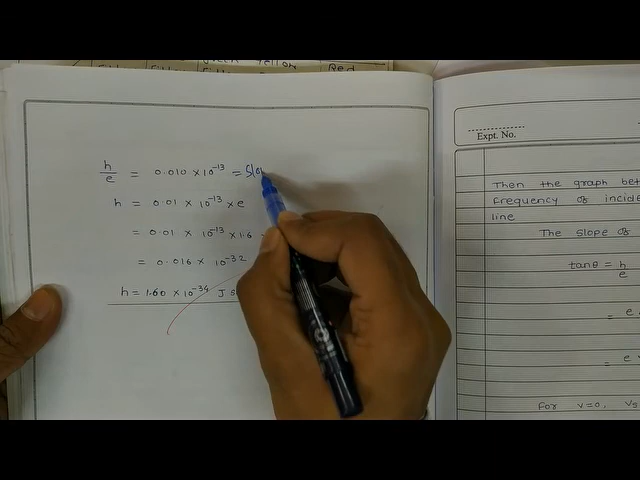 Red
h/e = 0.010 × 10⁻¹³ = Slo
h = 0.01 × 10⁻¹³ × e
= 0.01 × 10⁻¹³ × 1.6
= 0.016 × 10⁻³²
h = 1.60 × 10⁻³⁴ J.s
Expt. No.
Then the graph bet
frequency of incide
line
The slope of
tanθ = h/e
= e
= e v
For v=0, Vs